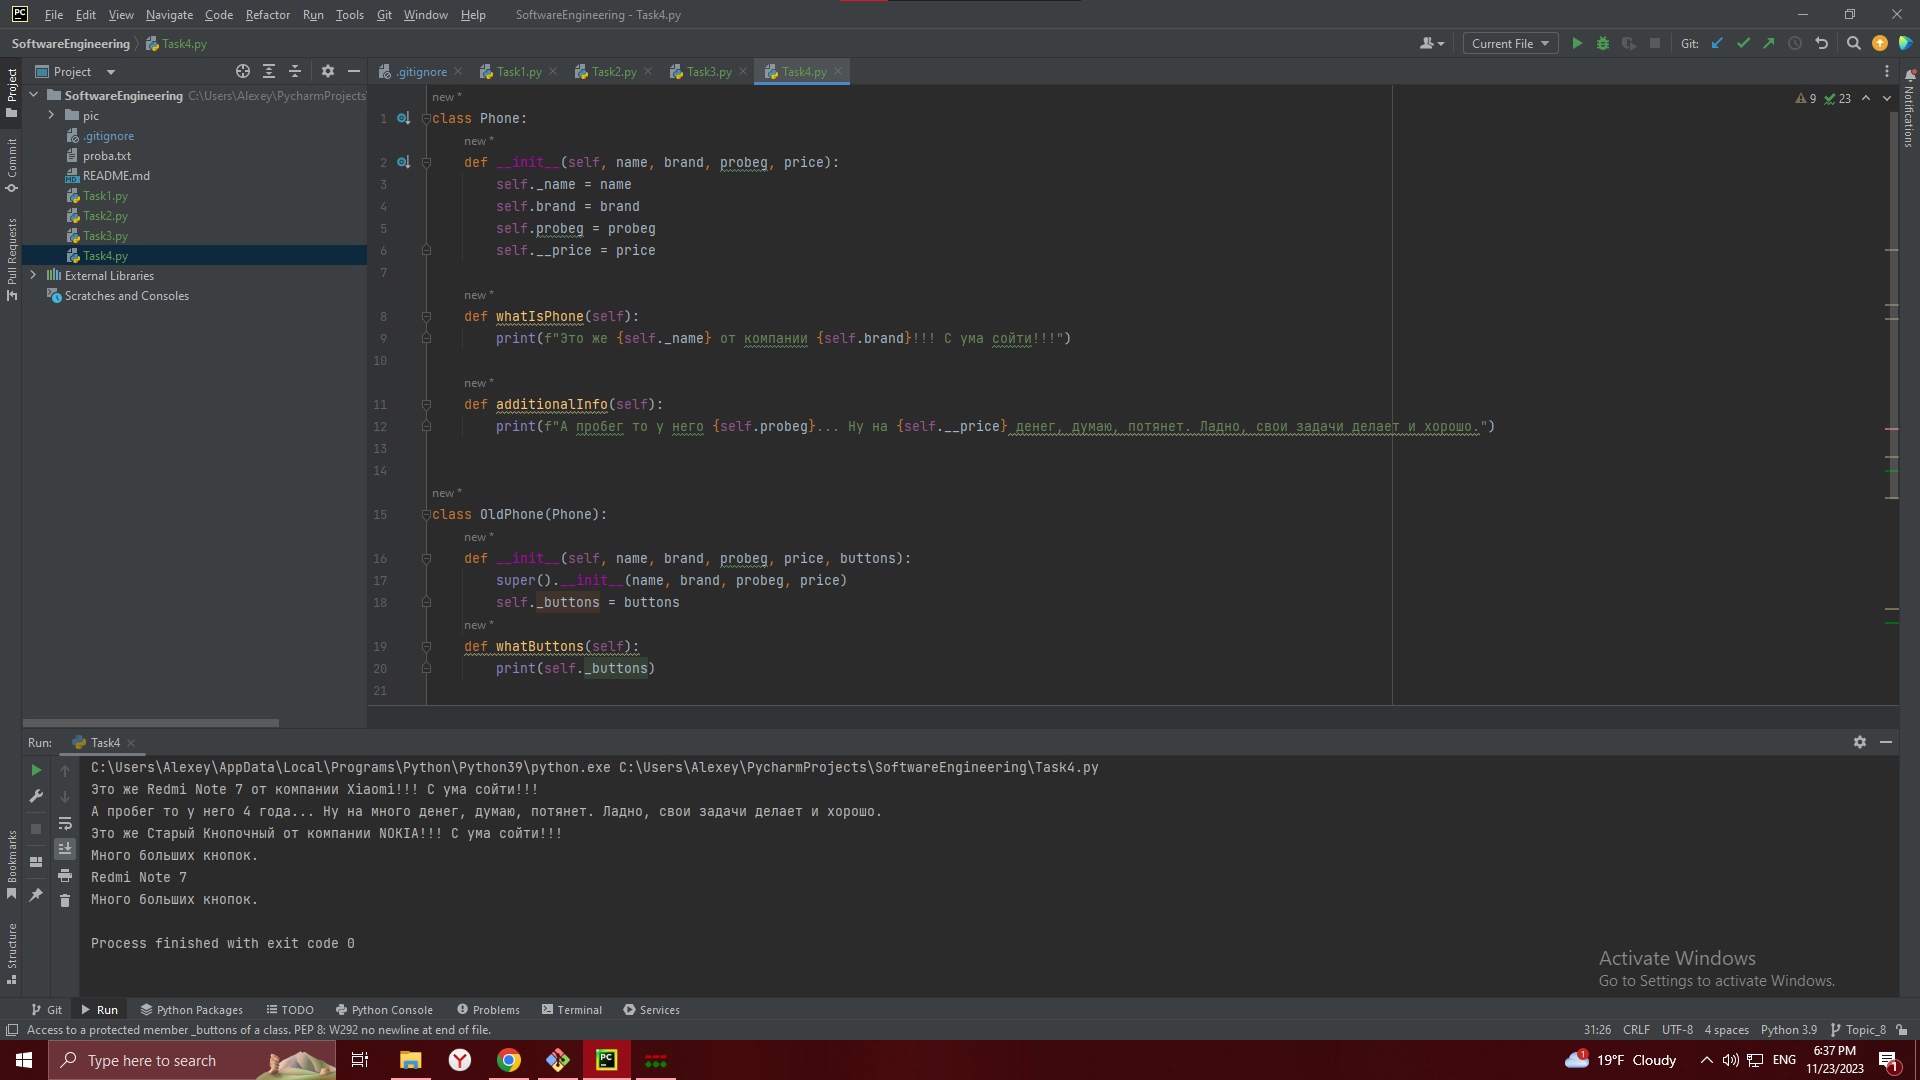 File Edit View Navigate Code Refactor Run Tools Git Window Help SoftwareEngineering - Task4.py
SoftwareEngineering Task4.py Current File Git:
Project .gitignore Task1.py Task2.py Task3.py Task4.py
SoftwareEngineering C:\Users\Alexey\PycharmProjects
pic
.gitignore
proba.txt
README.md
Task1.py
Task2.py
Task3.py
Task4.py
External Libraries
Scratches and Consoles
Project
Commit
Pull Requests
Bookmarks
Structure
Notifications
9 23
new *
1 class Phone:
new *
2 def __init__(self, name, brand, probeg, price):
3 self._name = name
4 self.brand = brand
5 self.probeg = probeg
6 self.__price = price
7
new *
8 def whatIsPhone(self):
9 print(f"Это же {self._name} от компании {self.brand}!!! С ума сойти!!!")
10
new *
11 def additionalInfo(self):
12 print(f"А пробег то у него {self.probeg}... Ну на {self.__price} денег, думаю, потянет. Ладно, свои задачи делает и хорошо.")
13
14
new *
15 class OldPhone(Phone):
new *
16 def __init__(self, name, brand, probeg, price, buttons):
17 super().__init__(name, brand, probeg, price)
18 self._buttons = buttons
new *
19 def whatButtons(self):
20 print(self._buttons)
21
Run: Task4
C:\Users\Alexey\AppData\Local\Programs\Python\Python39\python.exe C:\Users\Alexey\PycharmProjects\SoftwareEngineering\Task4.py
Это же Redmi Note 7 от компании Xiaomi!!! С ума сойти!!!
А пробег то у него 4 года... Ну на много денег, думаю, потянет. Ладно, свои задачи делает и хорошо.
Это же Старый Кнопочный от компании NOKIA!!! С ума сойти!!!
Много больших кнопок.
Redmi Note 7
Много больших кнопок.
Process finished with exit code 0
Activate Windows
Go to Settings to activate Windows.
Git Run Python Packages TODO Python Console Problems Terminal Services
Access to a protected member _buttons of a class. PEP 8: W292 no newline at end of file. 31:26 CRLF UTF-8 4 spaces Python 3.9 Topic_8
Type here to search 1 19°F Cloudy ENG 6:37 PM 11/23/2023 1
PC